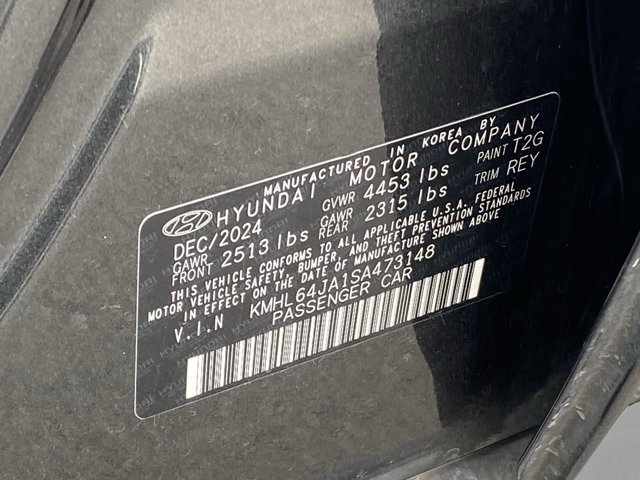 MANUFACTURED IN KOREA BY
HYUNDAI MOTOR COMPANY
DEC/2024 GVWR 4453 lbs PAINT T2G
GAWR FRONT 2513 lbs GAWR REAR 2315 lbs TRIM REY
THIS VEHICLE CONFORMS TO ALL APPLICABLE U.S.A. FEDERAL
MOTOR VEHICLE SAFETY, BUMPER, AND THEFT PREVENTION STANDARDS
IN EFFECT ON THE DATE OF MANUFACTURE SHOWN ABOVE
V.I.N KMHL64JA1SA473148
PASSENGER CAR